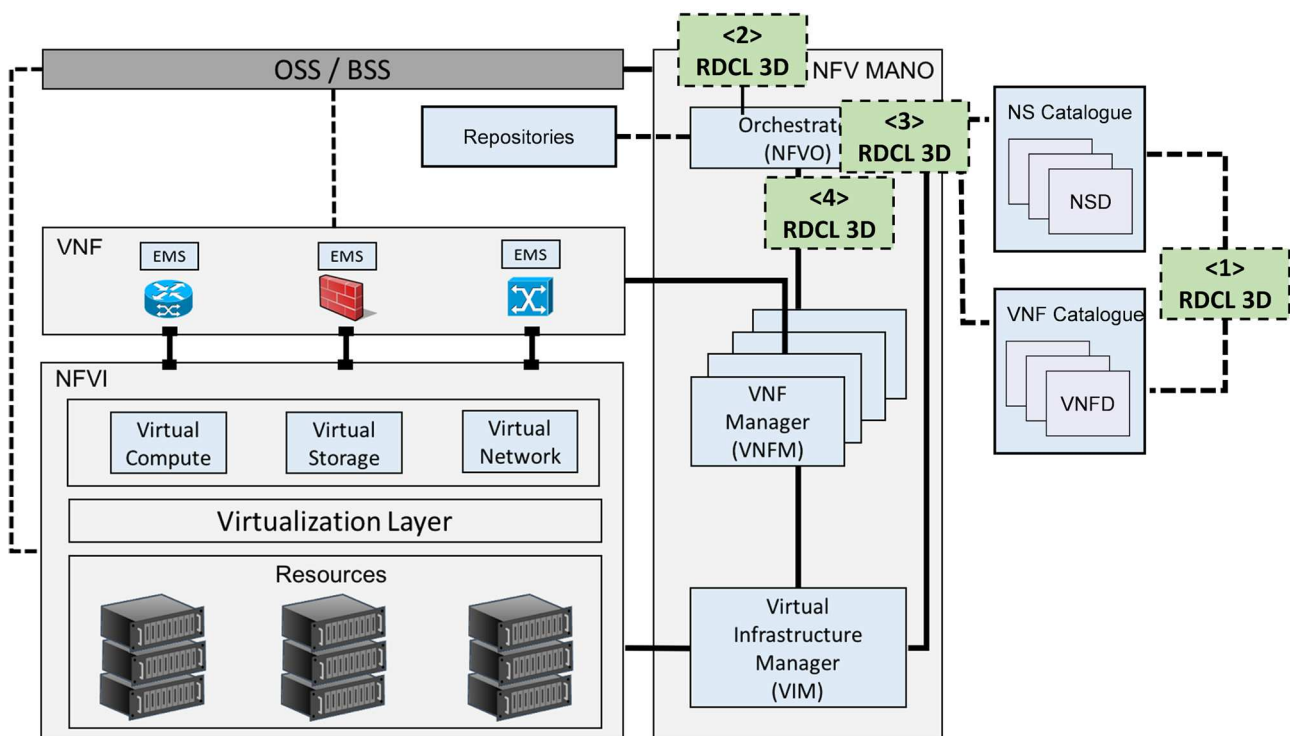 <2>
RDCL 3D
OSS / BSS
NFV MANO
Repositories
Orchestrat
(NFVO)
<3>
RDCL 3D
NS Catalogue
NSD
<4>
RDCL 3D
VNF
EMS
EMS
EMS
<1>
RDCL 3D
VNF Catalogue
VNFD
NFVI
Virtual
Compute
Virtual
Storage
Virtual
Network
VNF
Manager
(VNFM)
Virtualization Layer
Resources
Virtual
Infrastructure
Manager
(VIM)